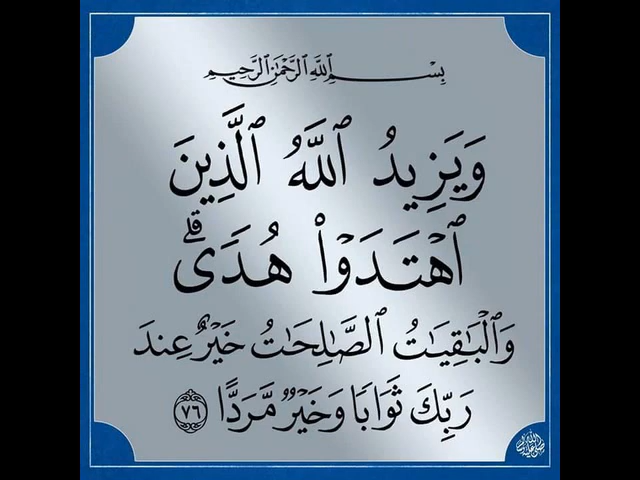 بِسْمِ ٱللَّهِ ٱلرَّحْمَٰنِ ٱلرَّحِيمِ
وَيَزِيدُ ٱللَّهُ ٱلَّذِينَ
ٱهْتَدَوْا۟ هُدًى ۗ
وَٱلْبَٰقِيَٰتُ ٱلصَّٰلِحَٰتُ خَيْرٌ عِندَ
رَبِّكَ ثَوَابًا وَخَيْرٌ مَّرَدًّا ٧٦